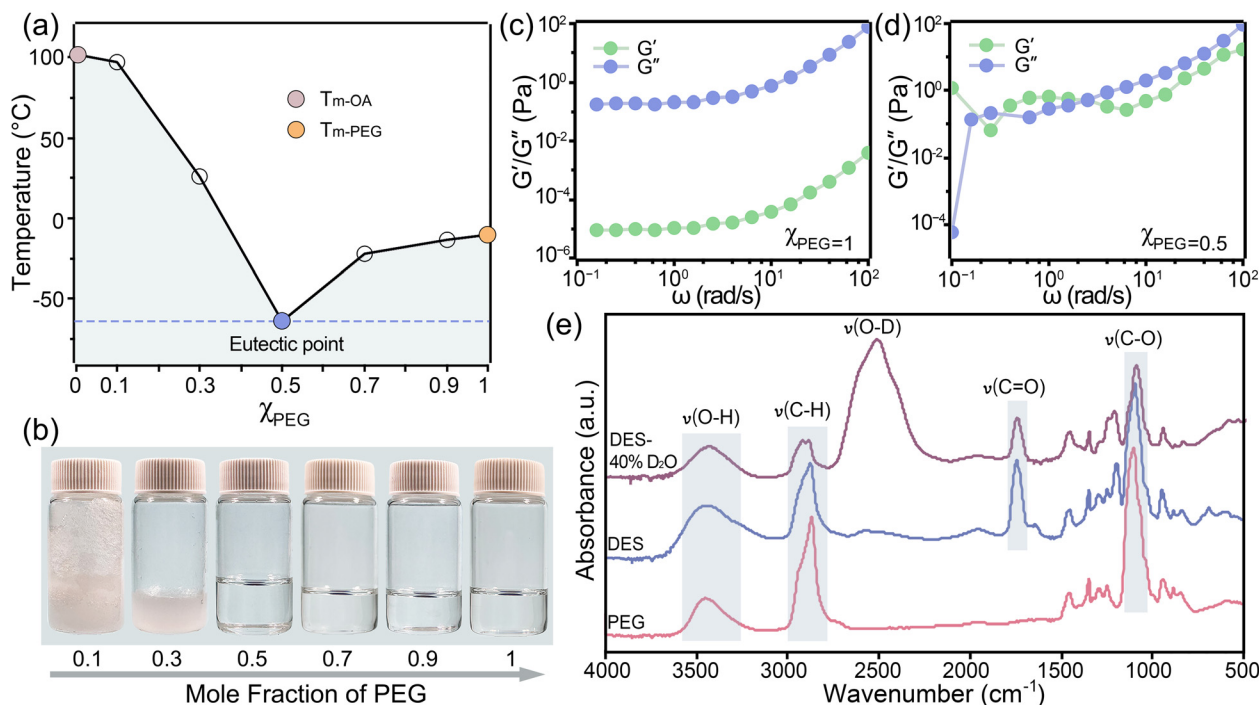 (a)
100
50
0
-50
Temperature (°C)
Tm-OA
Tm-PEG
Eutectic point
0 0.1 0.3 0.5 0.7 0.9 1
χPEG
(b)
0.1 0.3 0.5 0.7 0.9 1
Mole Fraction of PEG
(c)
10²
10⁰
10⁻²
10⁻⁴
10⁻⁶
G′/G″ (Pa)
G′
G″
χPEG=1
10⁻¹ 10⁰ 10¹ 10²
ω (rad/s)
(d)
10²
10⁰
10⁻²
10⁻⁴
G′/G″ (Pa)
G′
G″
χPEG=0.5
10⁻¹ 10⁰ 10¹ 10²
ω (rad/s)
(e)
Absorbance (a.u.)
ν(O-H)
ν(C-H)
ν(O-D)
ν(C=O)
ν(C-O)
DES-
40% D₂O
DES
PEG
4000 3500 3000 2500 2000 1500 1000 500
Wavenumber (cm⁻¹)